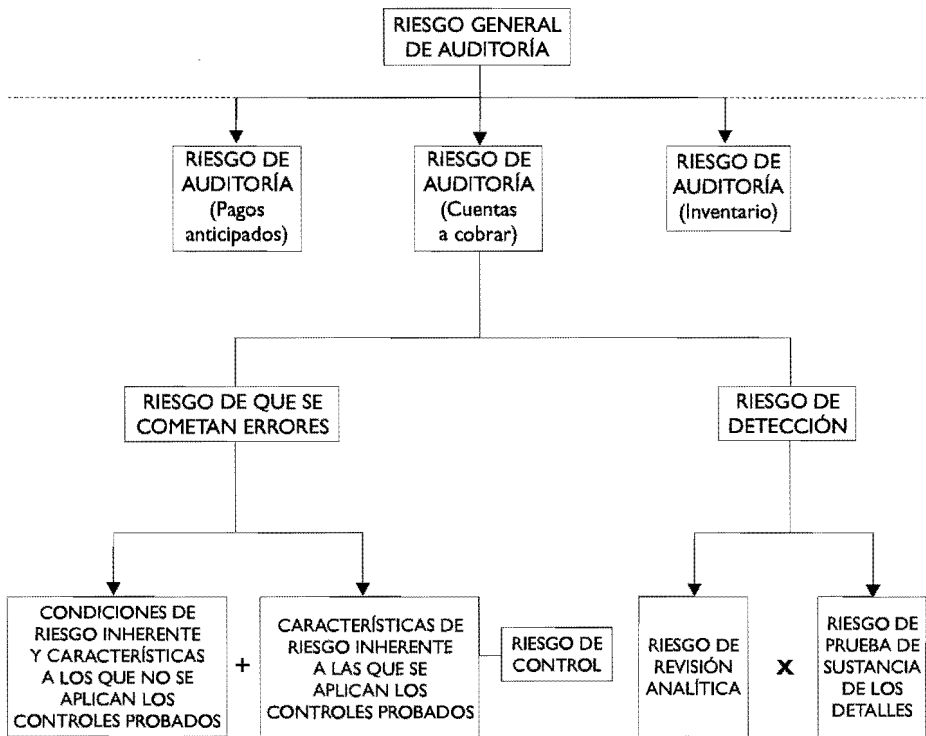 RIESGO GENERAL
DE AUDITORÍA
RIESGO DE
AUDITORÍA
(Pagos
anticipados)
RIESGO DE
AUDITORÍA
(Cuentas
a cobrar)
RIESGO DE
AUDITORÍA
(Inventario)
RIESGO DE QUE SE
COMETAN ERRORES
RIESGO DE
DETECCIÓN
CONDICIONES DE
RIESGO INHERENTE
Y CARACTERÍSTICAS
A LOS QUE NO SE
APLICAN LOS
CONTROLES PROBADOS
+
CARACTERÍSTICAS DE
RIESGO INHERENTE
A LAS QUE SE
APLICAN LOS
CONTROLES PROBADOS
RIESGO DE
CONTROL
RIESGO DE
REVISIÓN
ANALÍTICA
x
RIESGO DE
PRUEBA DE
SUSTANCIA
DE LOS
DETALLES